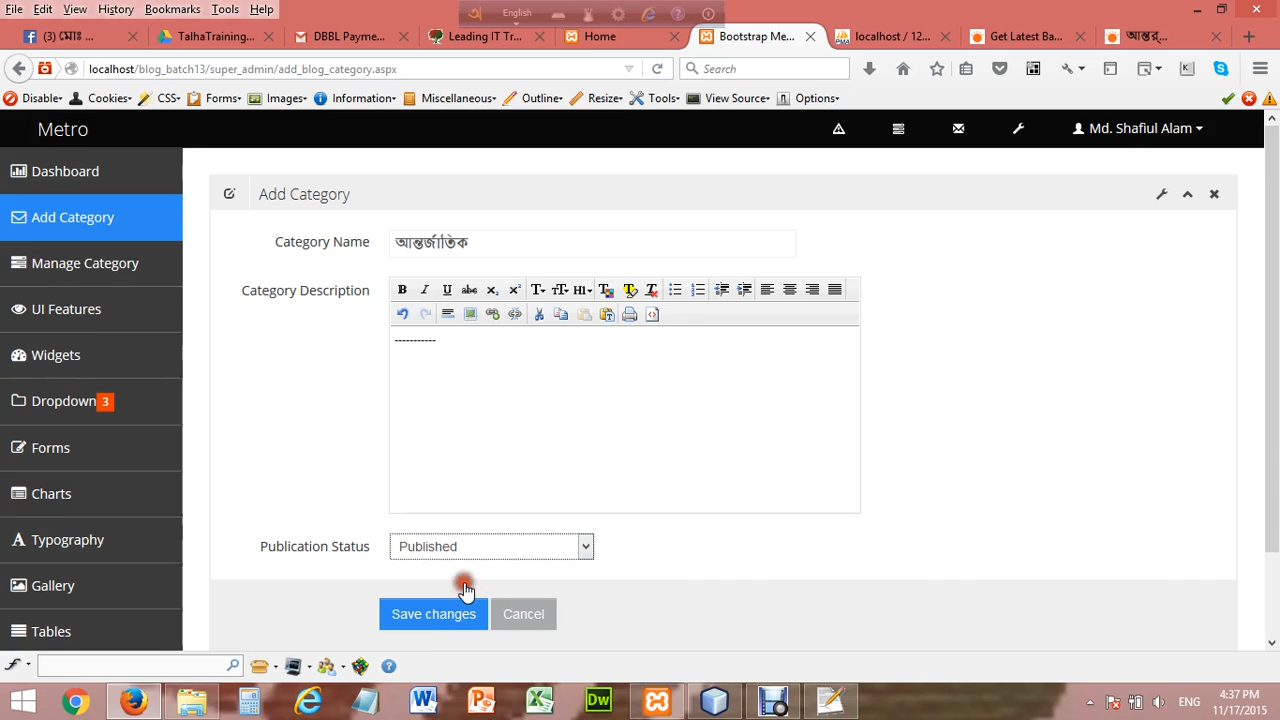 File Edit View History Bookmarks Tools Help
English
(3) মোঃ ...
TalhaTraining...
DBBL Payme...
Leading IT Tr...
Home
Bootstrap Me...
localhost / 12...
Get Latest Ba...
আন্তর্...
localhost/blog_batch13/super_admin/add_blog_category.aspx
Search
Disable Cookies CSS Forms Images Information Miscellaneous Outline Resize Tools View Source Options
Metro
Md. Shafiul Alam
Dashboard
Add Category
Manage Category
UI Features
Widgets
Dropdown 3
Forms
Charts
Typography
Gallery
Tables
Add Category
Category Name
আন্তর্জাতিক
Category Description
-----------
Publication Status
Published
Save changes
Cancel
ENG
4:37 PM
11/17/2015